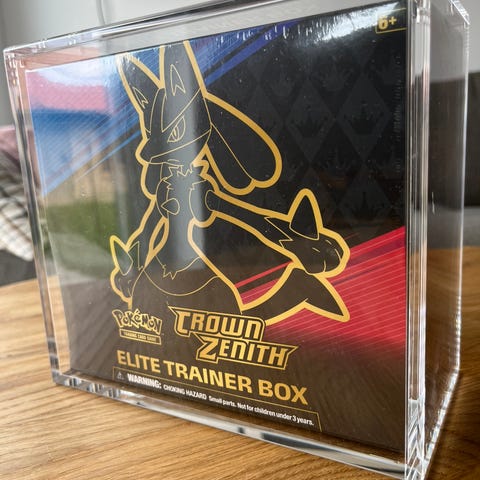 6+
POKÉMON
TRADING CARD GAME
CROWN
ZENITH
ELITE TRAINER BOX
WARNING: CHOKING HAZARD Small parts. Not for children under 3 years.